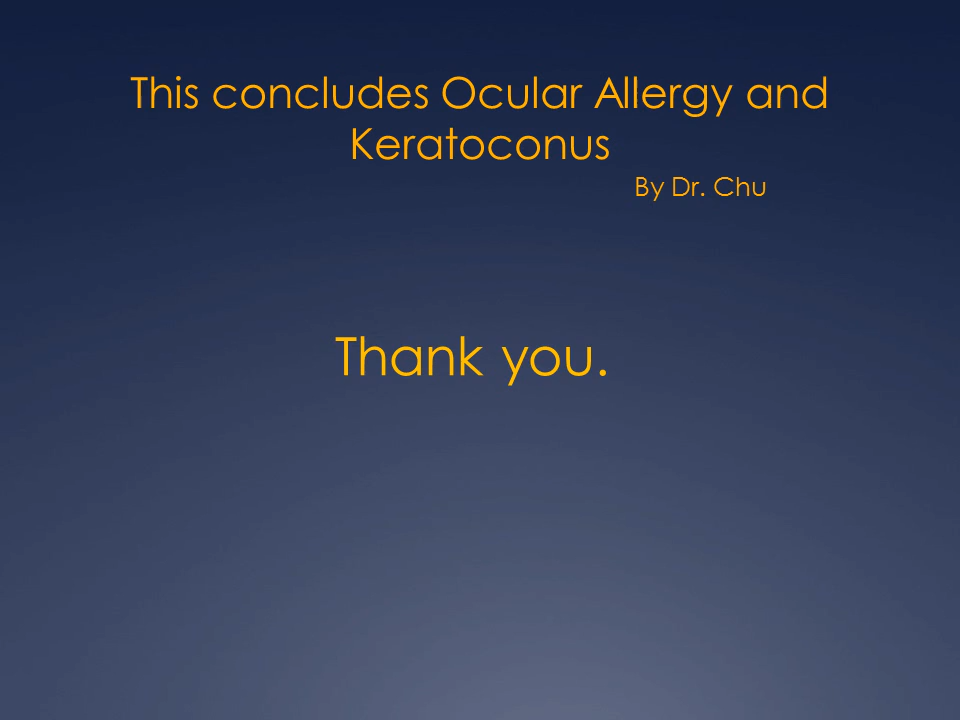 This concludes Ocular Allergy and
Keratoconus
By Dr. Chu
Thank you.